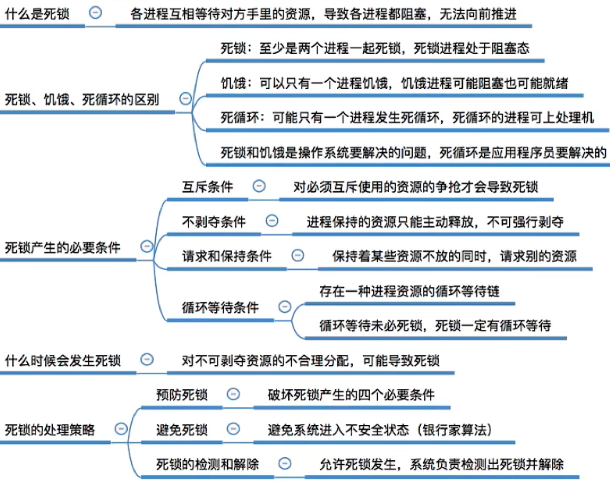 什么是死锁 各进程互相等待对方手里的资源，导致各进程都阻塞，无法向前推进
死锁、饥饿、死循环的区别
死锁：至少是两个进程一起死锁，死锁进程处于阻塞态
饥饿：可以只有一个进程饥饿，饥饿进程可能阻塞也可能就绪
死循环：可能只有一个进程发生死循环，死循环的进程可上处理机
死锁和饥饿是操作系统要解决的问题，死循环是应用程序员要解决的
死锁产生的必要条件
互斥条件 对必须互斥使用的资源的争抢才会导致死锁
不剥夺条件 进程保持的资源只能主动释放，不可强行剥夺
请求和保持条件 保持着某些资源不放的同时，请求别的资源
循环等待条件
存在一种进程资源的循环等待链
循环等待未必死锁，死锁一定有循环等待
什么时候会发生死锁 对不可剥夺资源的不合理分配，可能导致死锁
死锁的处理策略
预防死锁 破坏死锁产生的四个必要条件
避免死锁 避免系统进入不安全状态（银行家算法）
死锁的检测和解除 允许死锁发生，系统负责检测出死锁并解除